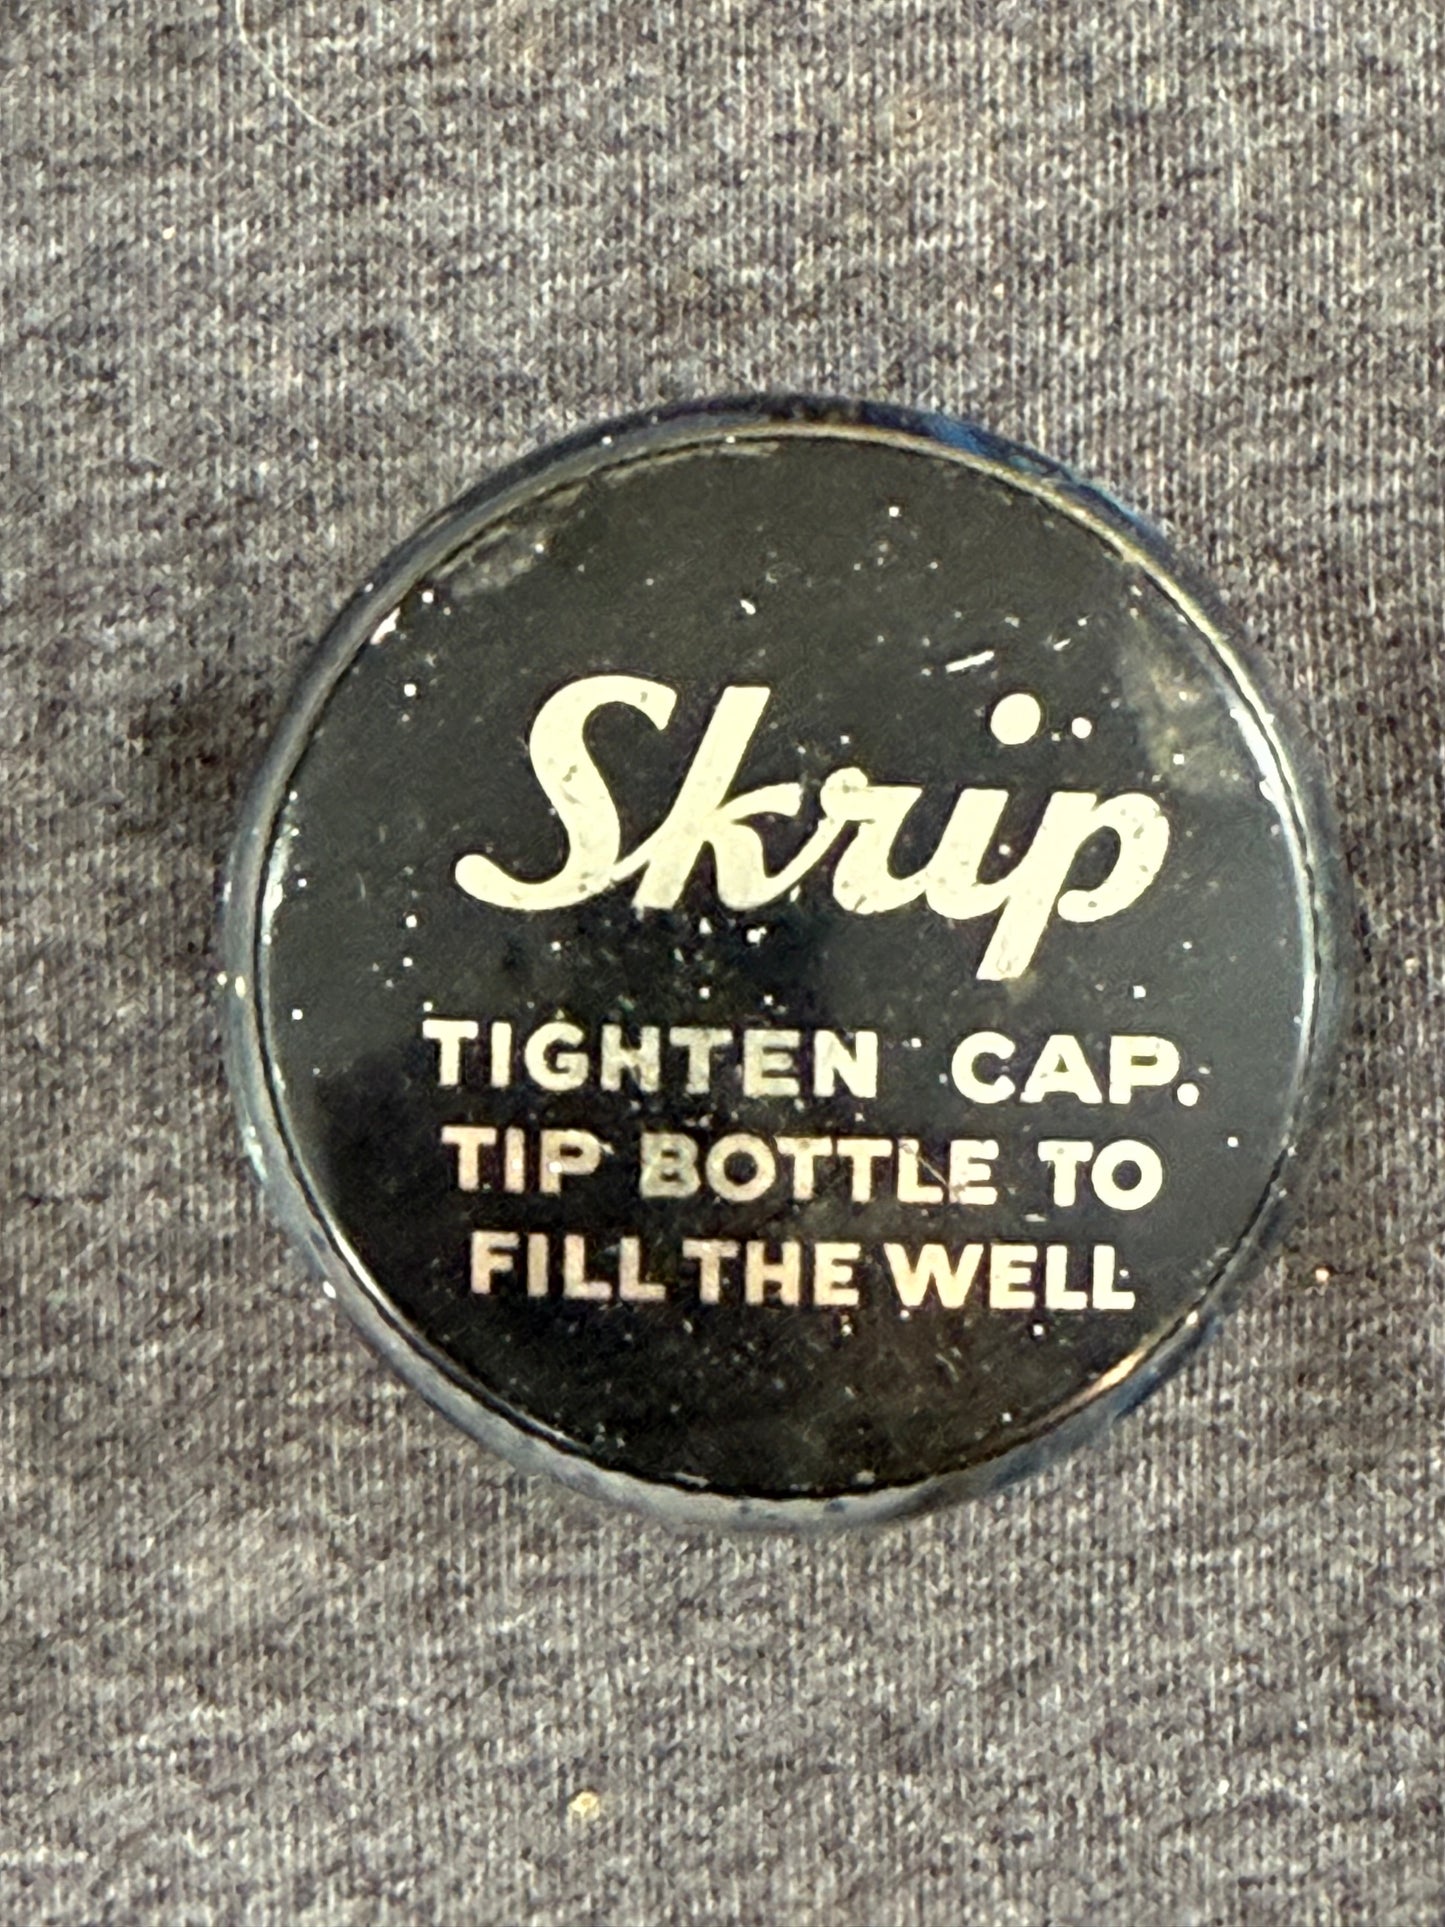 Skrip
TIGHTEN CAP.
TIP BOTTLE TO
FILL THE WELL